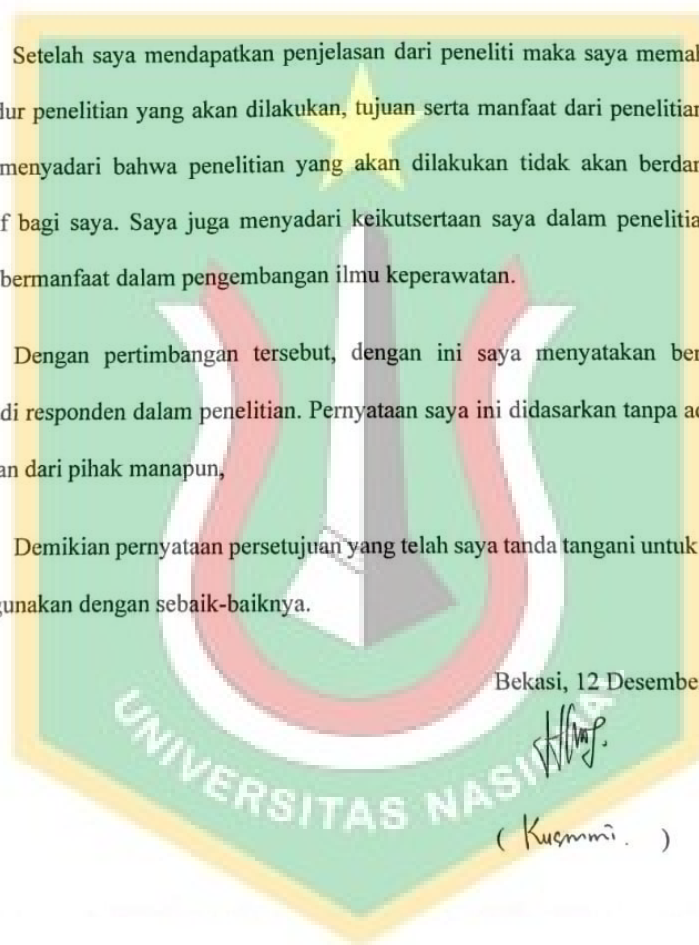 Setelah saya mendapatkan penjelasan dari peneliti maka saya memal
lur penelitian yang akan dilakukan, tujuan serta manfaat dari penelitian
menyadari bahwa penelitian yang akan dilakukan tidak akan berdar
f bagi saya. Saya juga menyadari keikutsertaan saya dalam penelitia
bermanfaat dalam pengembangan ilmu keperawatan.
Dengan pertimbangan tersebut, dengan ini saya menyatakan ber
di responden dalam penelitian. Pernyataan saya ini didasarkan tanpa ad
an dari pihak manapun,
Demikian pernyataan persetujuan yang telah saya tanda tangani untuk
gunakan dengan sebaik-baiknya.
Bekasi, 12 Desembe
UNIVERSITAS NASI
( )